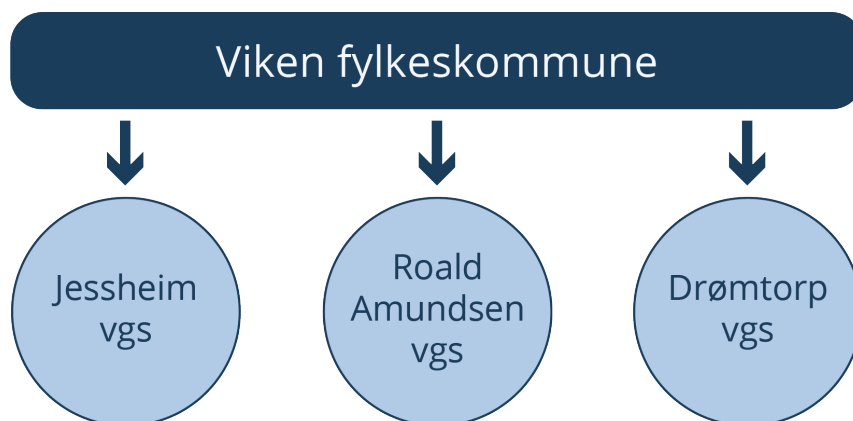 Viken fylkeskommune
Jessheim
vgs
Roald
Amundsen
vgs
Drømtorp
vgs